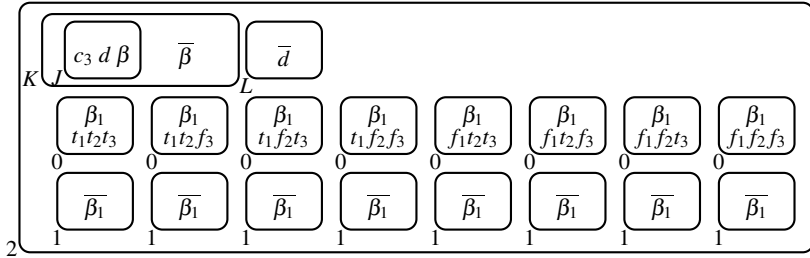 c₃ d β β̅ d̅
K J L
β₁ β₁ β₁ β₁ β₁ β₁ β₁ β₁
t₁t₂t₃ t₁t₂f₃ t₁f₂t₃ t₁f₂f₃ f₁t₂t₃ f₁t₂f₃ f₁f₂t₃ f₁f₂f₃
0 0 0 0 0 0 0 0
β̅₁̅ β̅₁̅ β̅₁̅ β̅₁̅ β̅₁̅ β̅₁̅ β̅₁̅ β̅₁̅
2 1 1 1 1 1 1 1 1